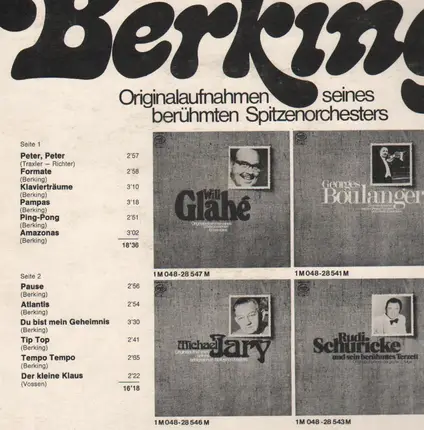 Berking
Originalaufnahmen seines
berühmten Spitzenorchesters
Seite 1
Peter, Peter 2'57
(Traxler – Richter)
Formate 2'58
(Berking)
Klavierträume 3'10
(Berking)
Pampas 3'18
(Berking)
Ping-Pong 2'51
(Berking)
Amazonas 3'02
(Berking)
18'36
Seite 2
Pause 2'56
(Berking)
Atlantis 2'54
(Berking)
Du bist mein Geheimnis 3'30
(Berking)
Tip Top 2'41
(Berking)
Tempo Tempo 2'55
(Berking)
Der kleine Klaus 2'22
(Vossen)
16'18
Will
Glahé
1 M 048-28 547 M
Georges
Boulanger
1 M 048-28 541 M
Michael
Jary
1 M 048-28 546 M
Rudi
Schuricke
und sein berühmtes Terzett
1 M 048-28 543 M